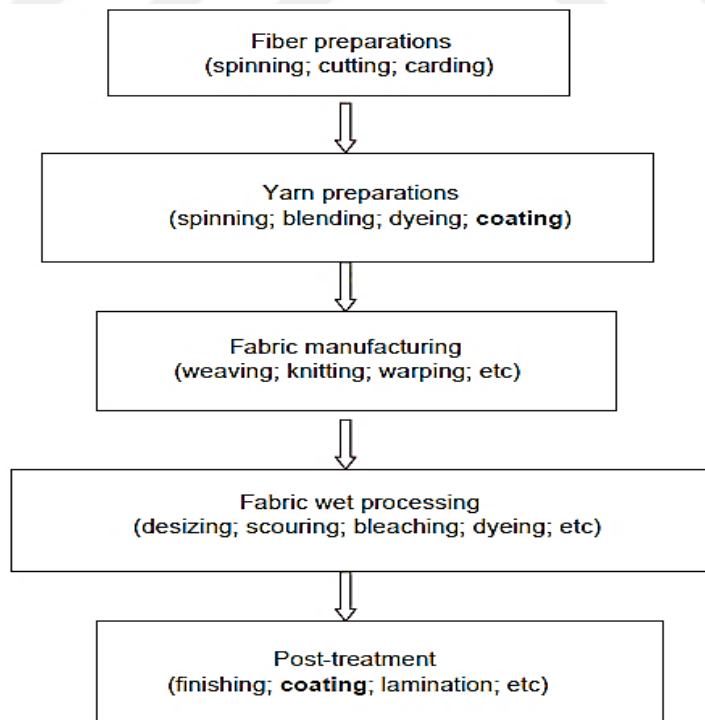 Fiber preparations
(spinning; cutting; carding)
Yarn preparations
(spinning; blending; dyeing; coating)
Fabric manufacturing
(weaving; knitting; warping; etc)
Fabric wet processing
(desizing; scouring; bleaching; dyeing; etc)
Post-treatment
(finishing; coating; lamination; etc)